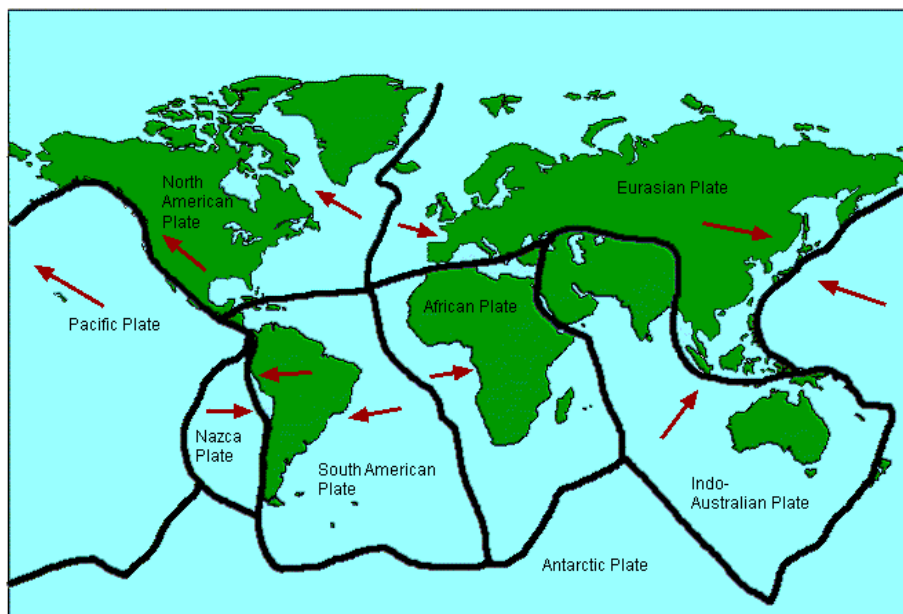 North
American
Plate
Eurasian Plate
Pacific Plate
African Plate
Nazca
Plate
South American
Plate
Indo-
Australian Plate
Antarctic Plate